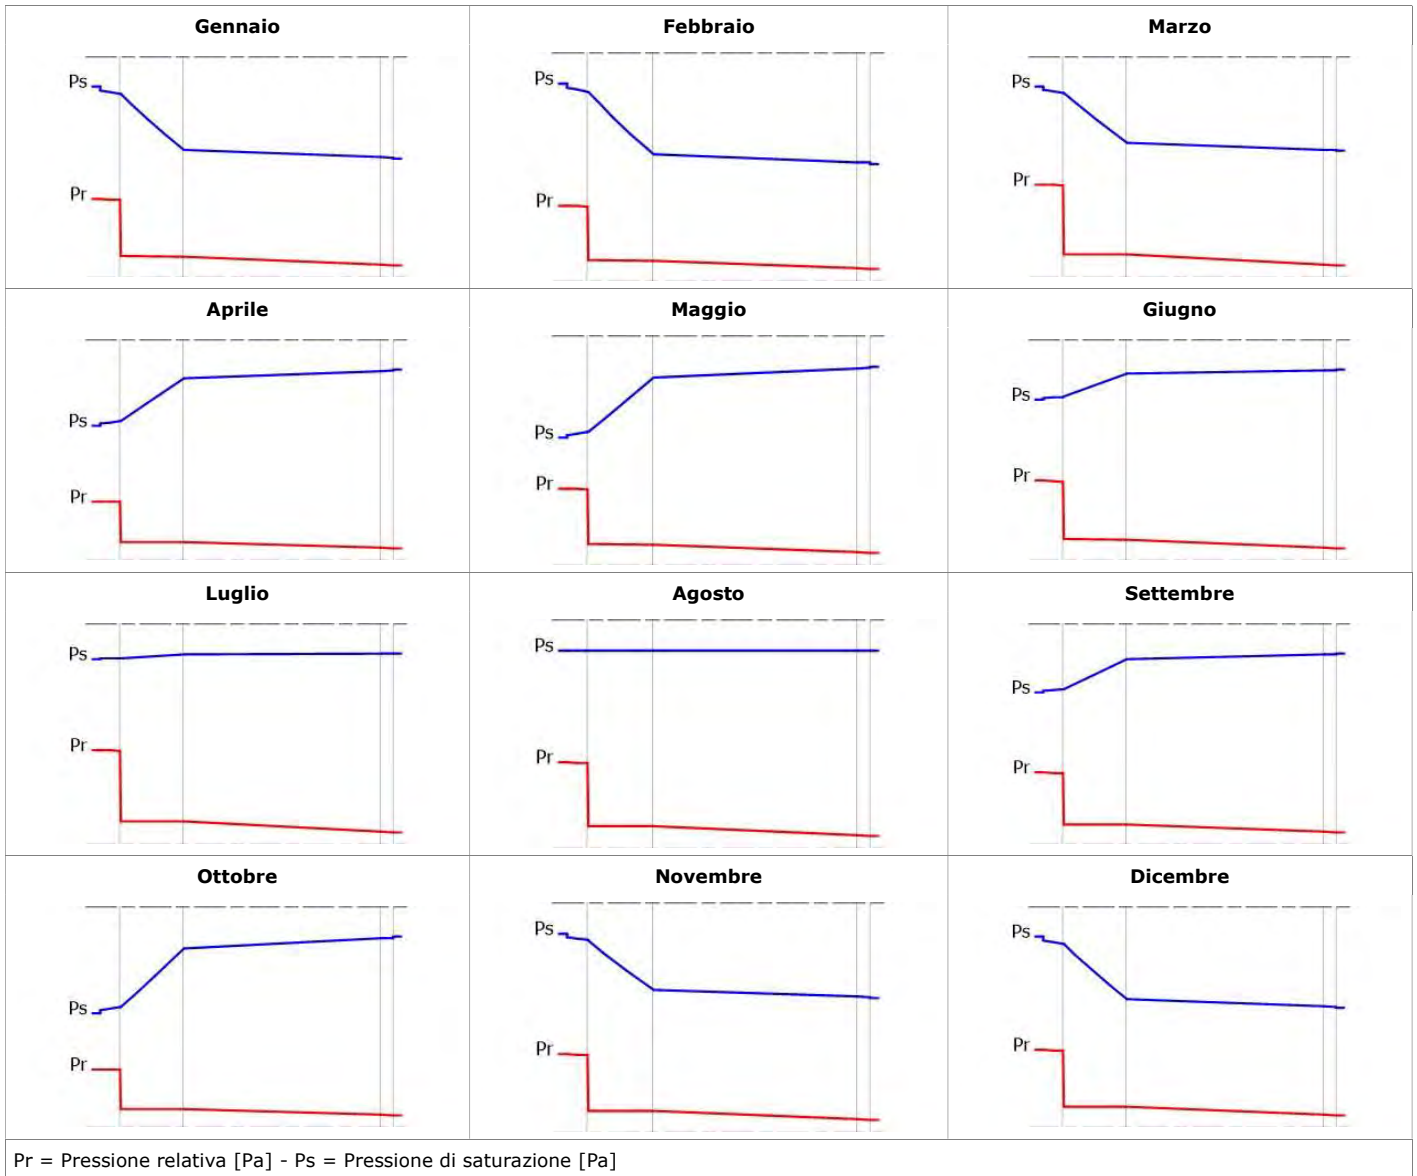 Gennaio
Febbraio
Marzo
Ps
Ps
Ps
Pr
Pr
Pr
Aprile
Maggio
Giugno
Ps
Ps
Ps
Pr
Pr
Pr
Luglio
Agosto
Settembre
Ps
Ps
Ps
Pr
Pr
Pr
Ottobre
Novembre
Dicembre
Ps
Ps
Ps
Pr
Pr
Pr
Pr = Pressione relativa [Pa] - Ps = Pressione di saturazione [Pa]